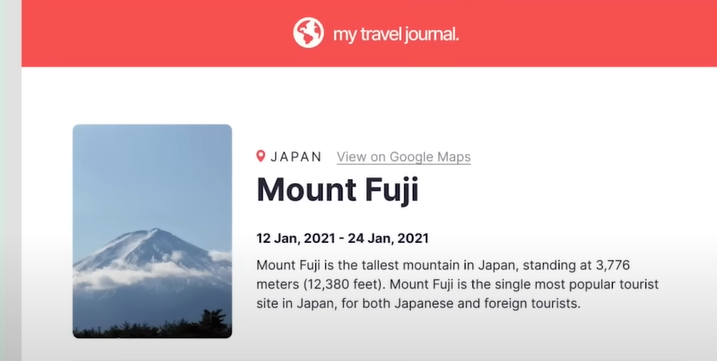 my travel journal.
JAPAN View on Google Maps
Mount Fuji
12 Jan, 2021 - 24 Jan, 2021
Mount Fuji is the tallest mountain in Japan, standing at 3,776
meters (12,380 feet). Mount Fuji is the single most popular tourist
site in Japan, for both Japanese and foreign tourists.